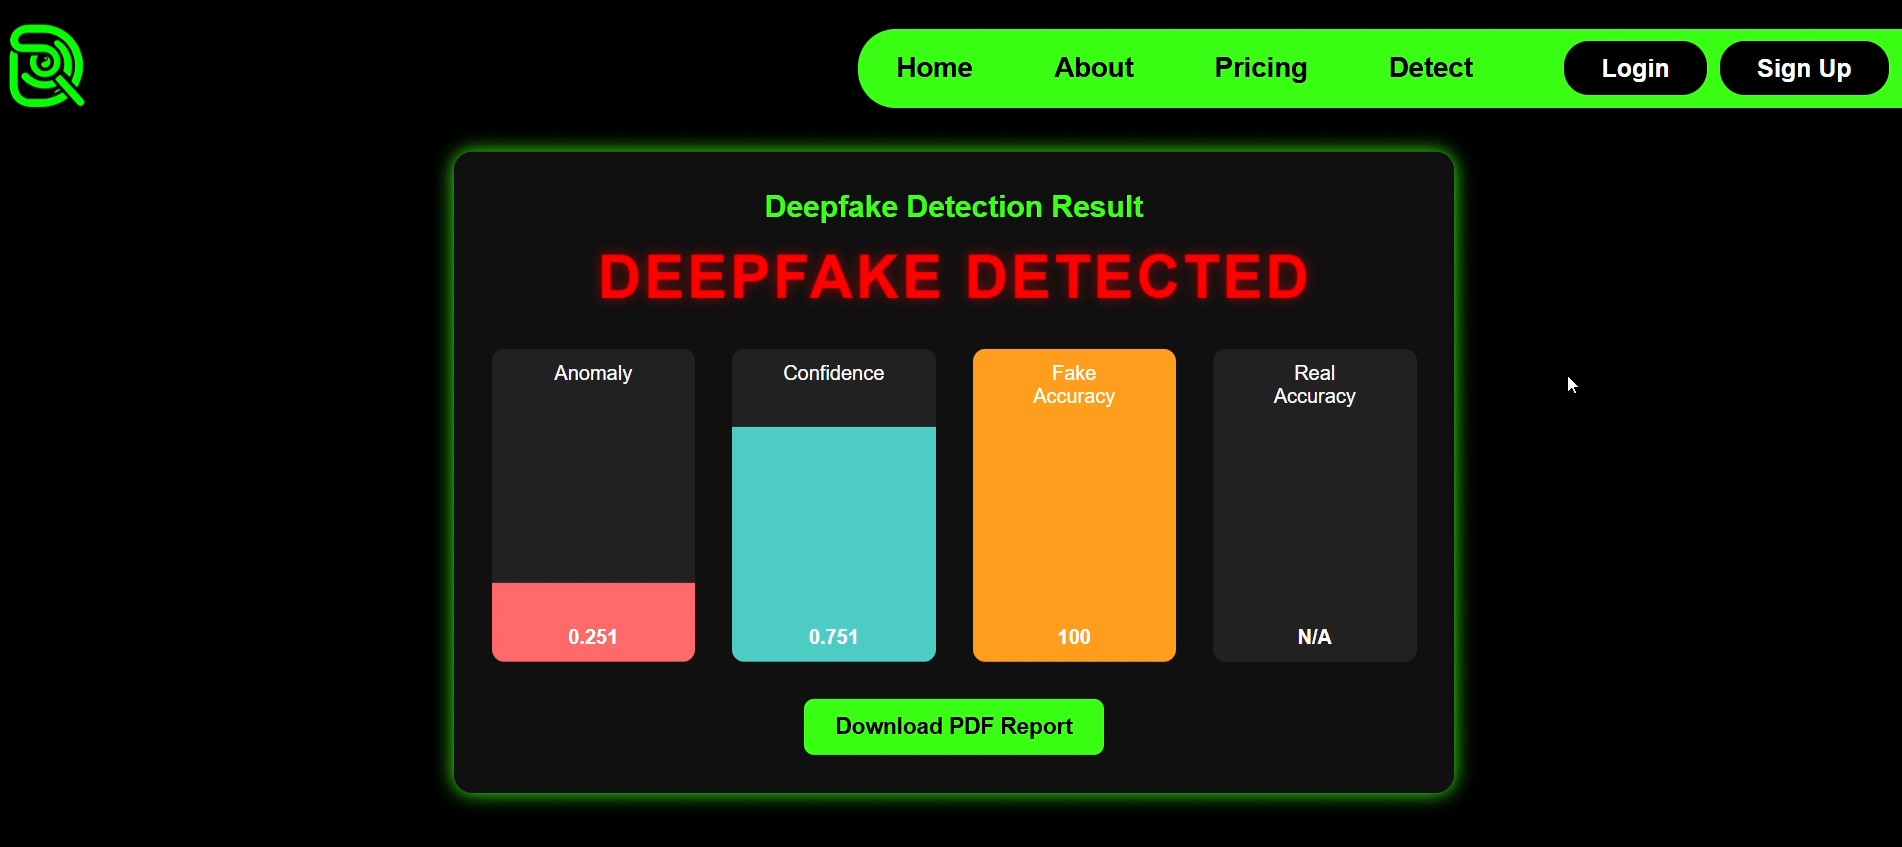 Home About Pricing Detect Login Sign Up
Deepfake Detection Result
DEEPFAKE DETECTED
Anomaly
0.251
Confidence
0.751
Fake
Accuracy
100
Real
Accuracy
N/A
Download PDF Report